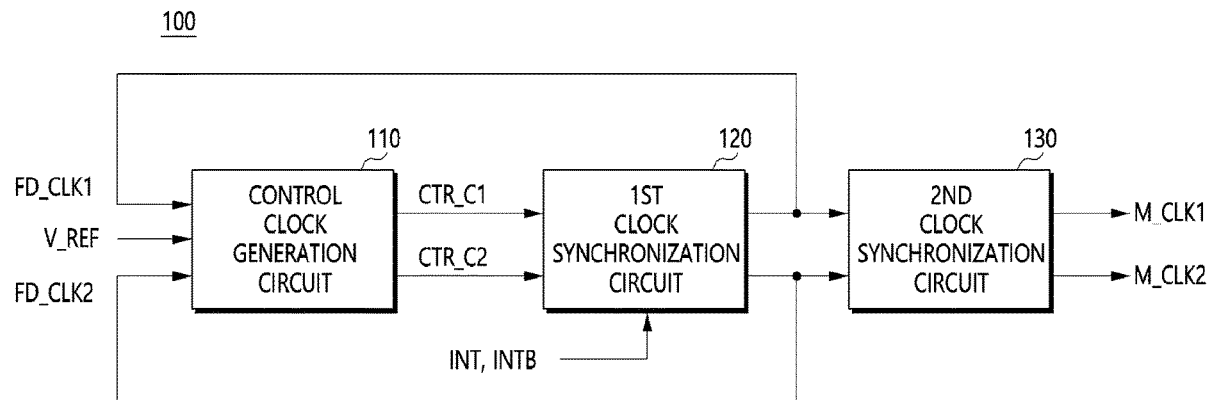 100
110
120
130
FD_CLK1
V_REF
FD_CLK2
CONTROL
CLOCK
GENERATION
CIRCUIT
CTR_C1
CTR_C2
1ST
CLOCK
SYNCHRONIZATION
CIRCUIT
2ND
CLOCK
SYNCHRONIZATION
CIRCUIT
M_CLK1
M_CLK2
INT, INTB